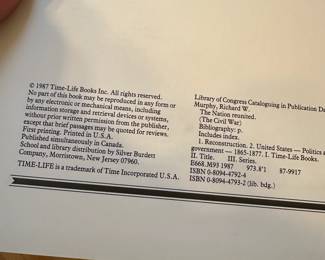 © 1987 Time-Life Books Inc. All rights reserved.
No part of this book may be reproduced in any form or
by any electronic or mechanical means, including
information storage and retrieval devices or systems,
without prior written permission from the publisher,
except that brief passages may be quoted for reviews.
First printing. Printed in U.S.A.
Published simultaneously in Canada.
School and library distribution by Silver Burdett
Company, Morristown, New Jersey 07960.
TIME-LIFE is a trademark of Time Incorporated U.S.A.
Library of Congress Cataloguing in Publication Da
Murphy, Richard W.
The Nation reunited.
(The Civil War)
Bibliography: p.
Includes index.
1. Reconstruction. 2. United States — Politics
government — 1865-1877. I. Time-Life Books.
II. Title. III. Series.
E668.M93 1987 973.8'1 87-9917
ISBN 0-8094-4792-4
ISBN 0-8094-4793-2 (lib. bdg.)